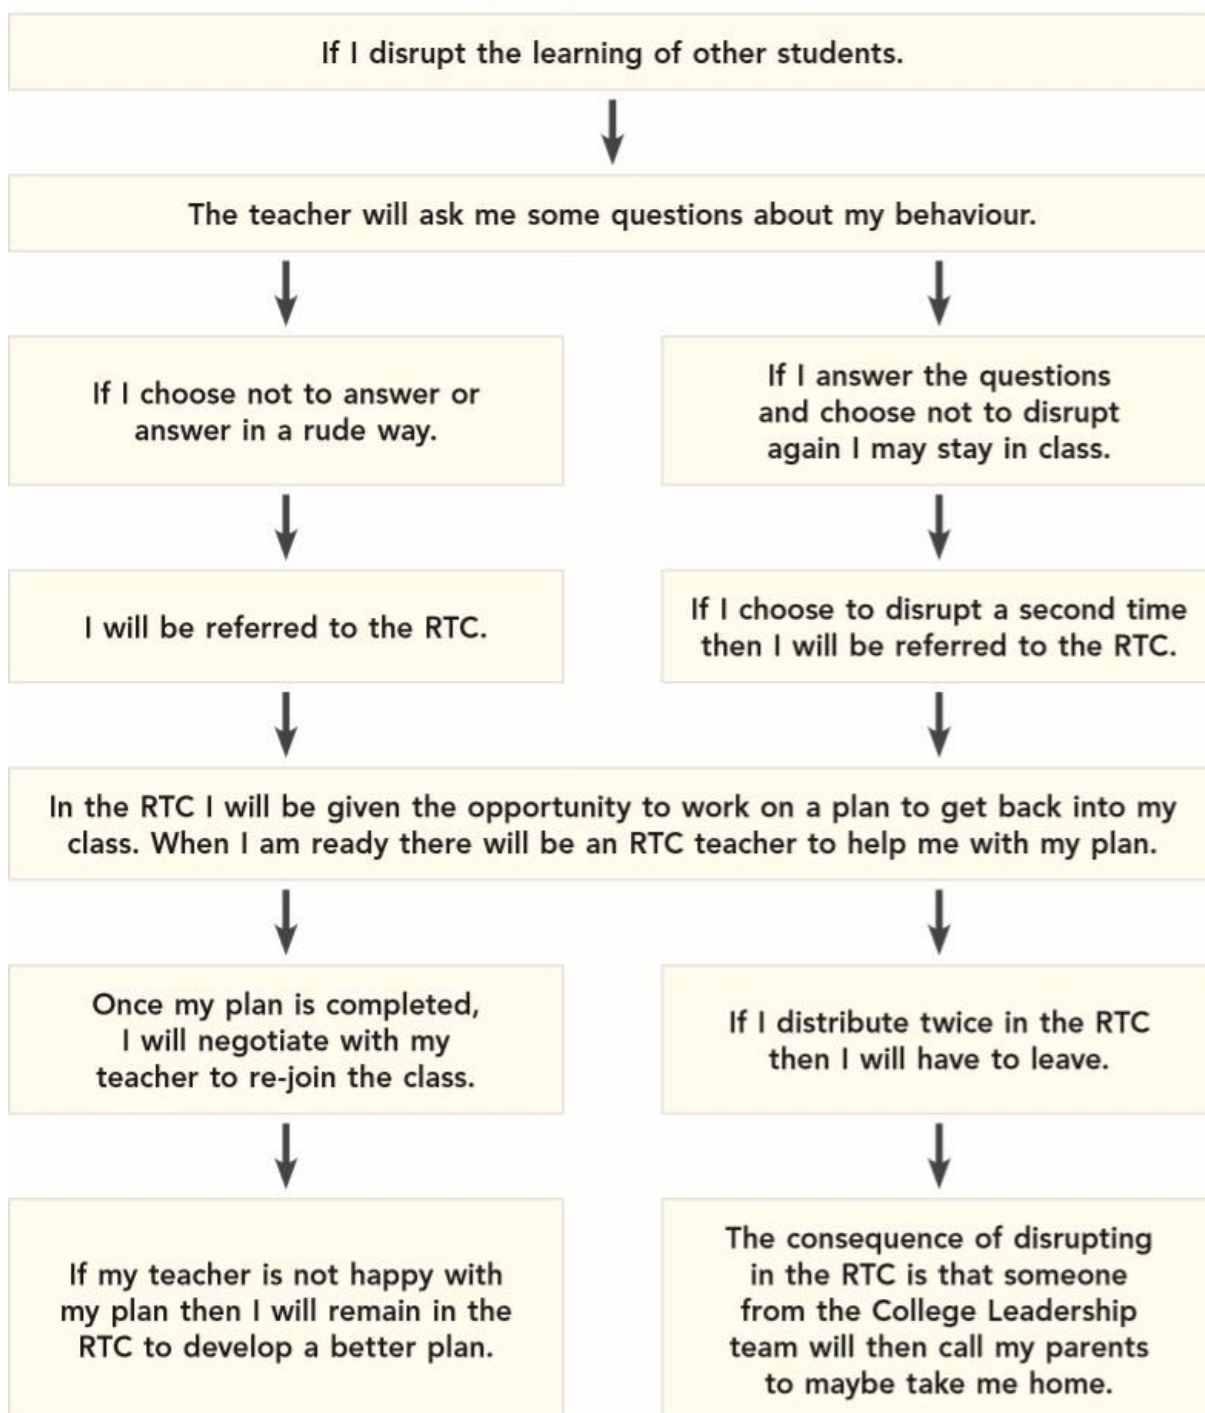 If I disrupt the learning of other students.
The teacher will ask me some questions about my behaviour.
If I choose not to answer or
answer in a rude way.
If I answer the questions
and choose not to disrupt
again I may stay in class.
I will be referred to the RTC.
If I choose to disrupt a second time
then I will be referred to the RTC.
In the RTC I will be given the opportunity to work on a plan to get back into my
class. When I am ready there will be an RTC teacher to help me with my plan.
Once my plan is completed,
I will negotiate with my
teacher to re-join the class.
If I distribute twice in the RTC
then I will have to leave.
If my teacher is not happy with
my plan then I will remain in the
RTC to develop a better plan.
The consequence of disrupting
in the RTC is that someone
from the College Leadership
team will then call my parents
to maybe take me home.